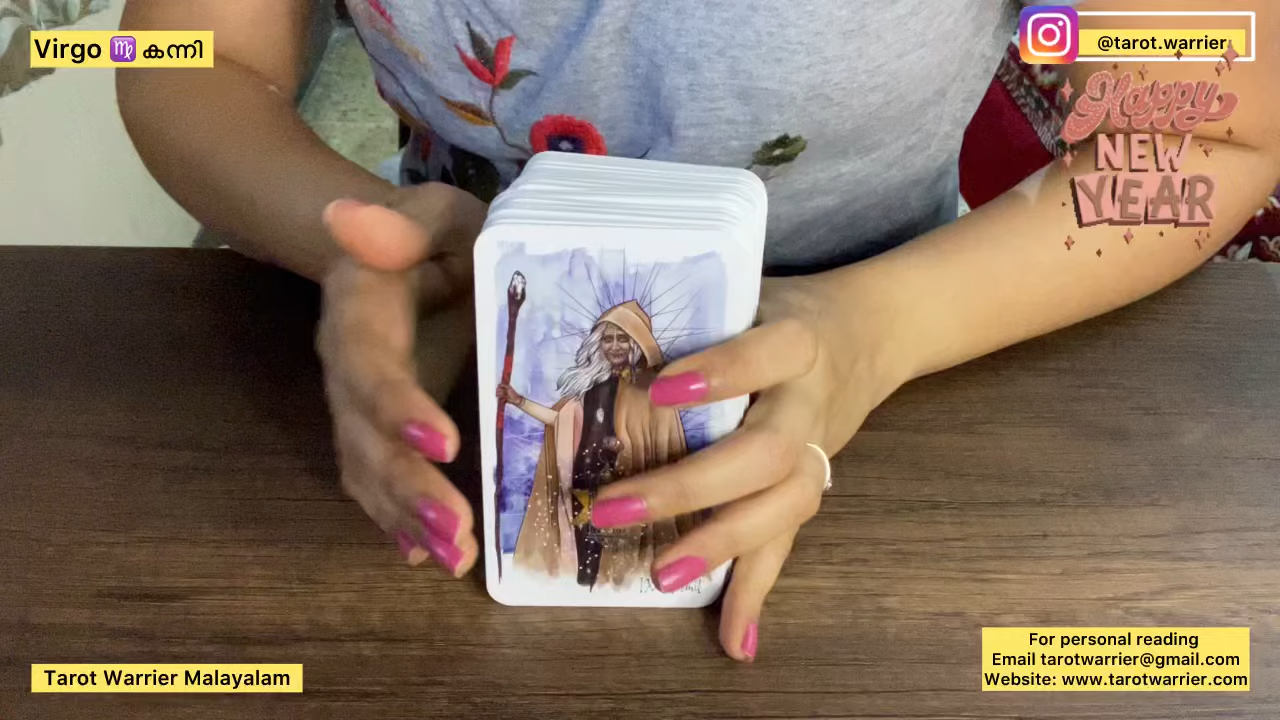 Virgo ♍ കന്നി
@tarot.warrier
Happy
NEW
YEAR
Tarot Warrier Malayalam
For personal reading
Email tarotwarrier@gmail.com
Website: www.tarotwarrier.com